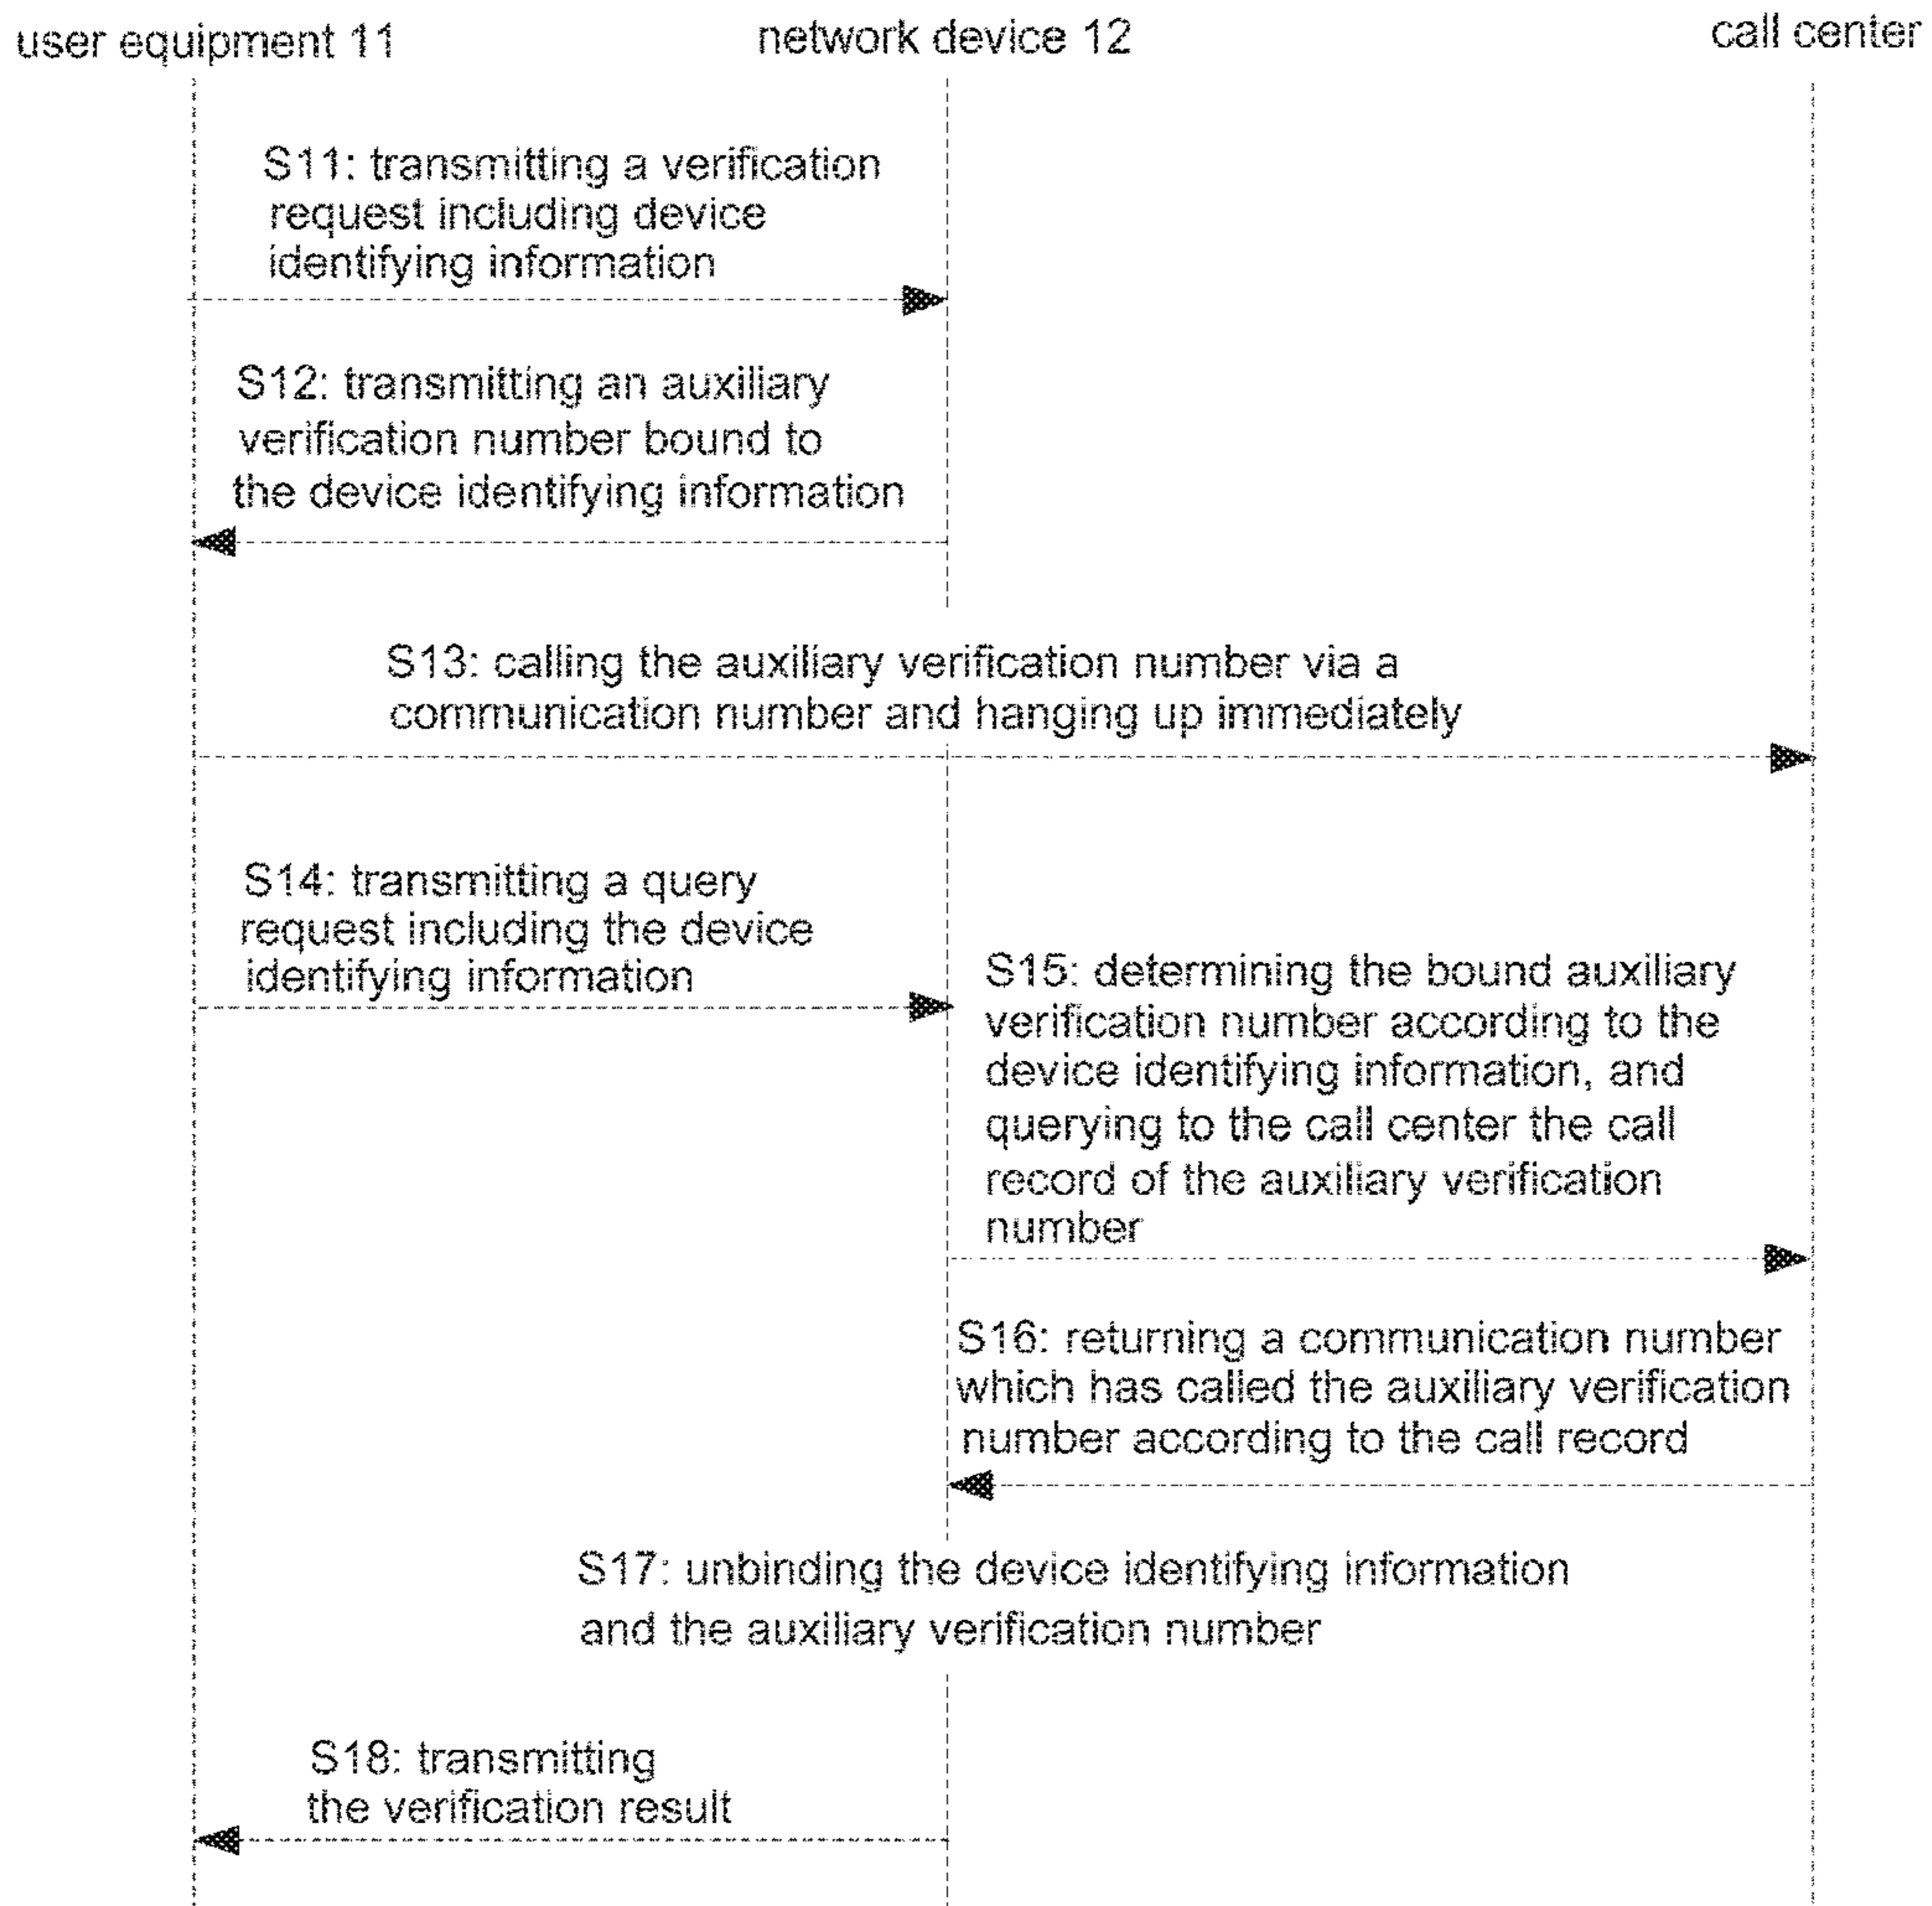 user equipment 11
network device 12
call center
S11: transmitting a verification
request including device
identifying information
S12: transmitting an auxiliary
verification number bound to
the device identifying information
S13: calling the auxiliary verification number via a
communication number and hanging up immediately
S14: transmitting a query
request including the device
identifying information
S15: determining the bound auxiliary
verification number according to the
device identifying information, and
querying to the call center the call
record of the auxiliary verification
number
S16: returning a communication number
which has called the auxiliary verification
number according to the call record
S17: unbinding the device identifying information
and the auxiliary verification number
S18: transmitting
the verification result